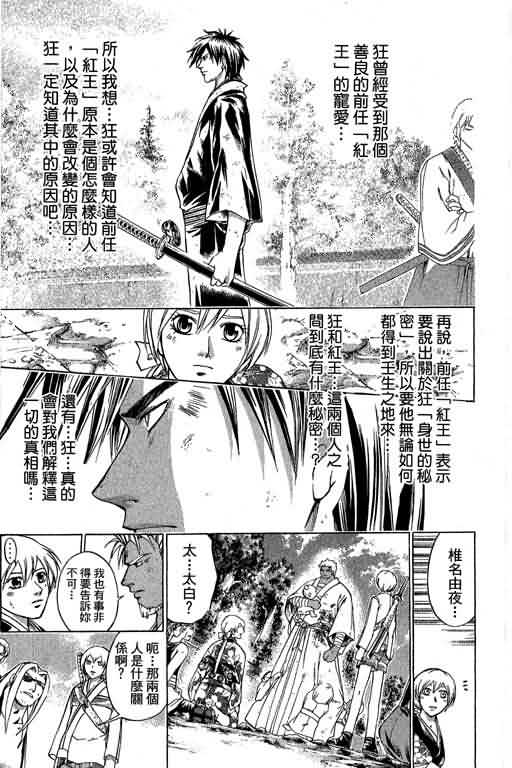 狂曾經受到那個
善良的前任「紅
王」的寵愛…
所以我想…狂或許會知道前任
「紅王」原本是個怎麼樣的人
，以及為什麼會改變的原因…
狂一定知道其中的原因吧…
再說，前任「紅王」表示
要說出關於狂「身世的秘
密」，所以要他無論如何
都得到壬生之地來…
狂和紅王…這兩個人之
間到底有什麼秘密…？
還有…狂…真的
會對我們解釋這
一切的真相嗎…
椎名由夜…
太…太白？
我也有事非
得要告訴妳
不可…
…
呃…那兩個
人是什麼關
係啊？